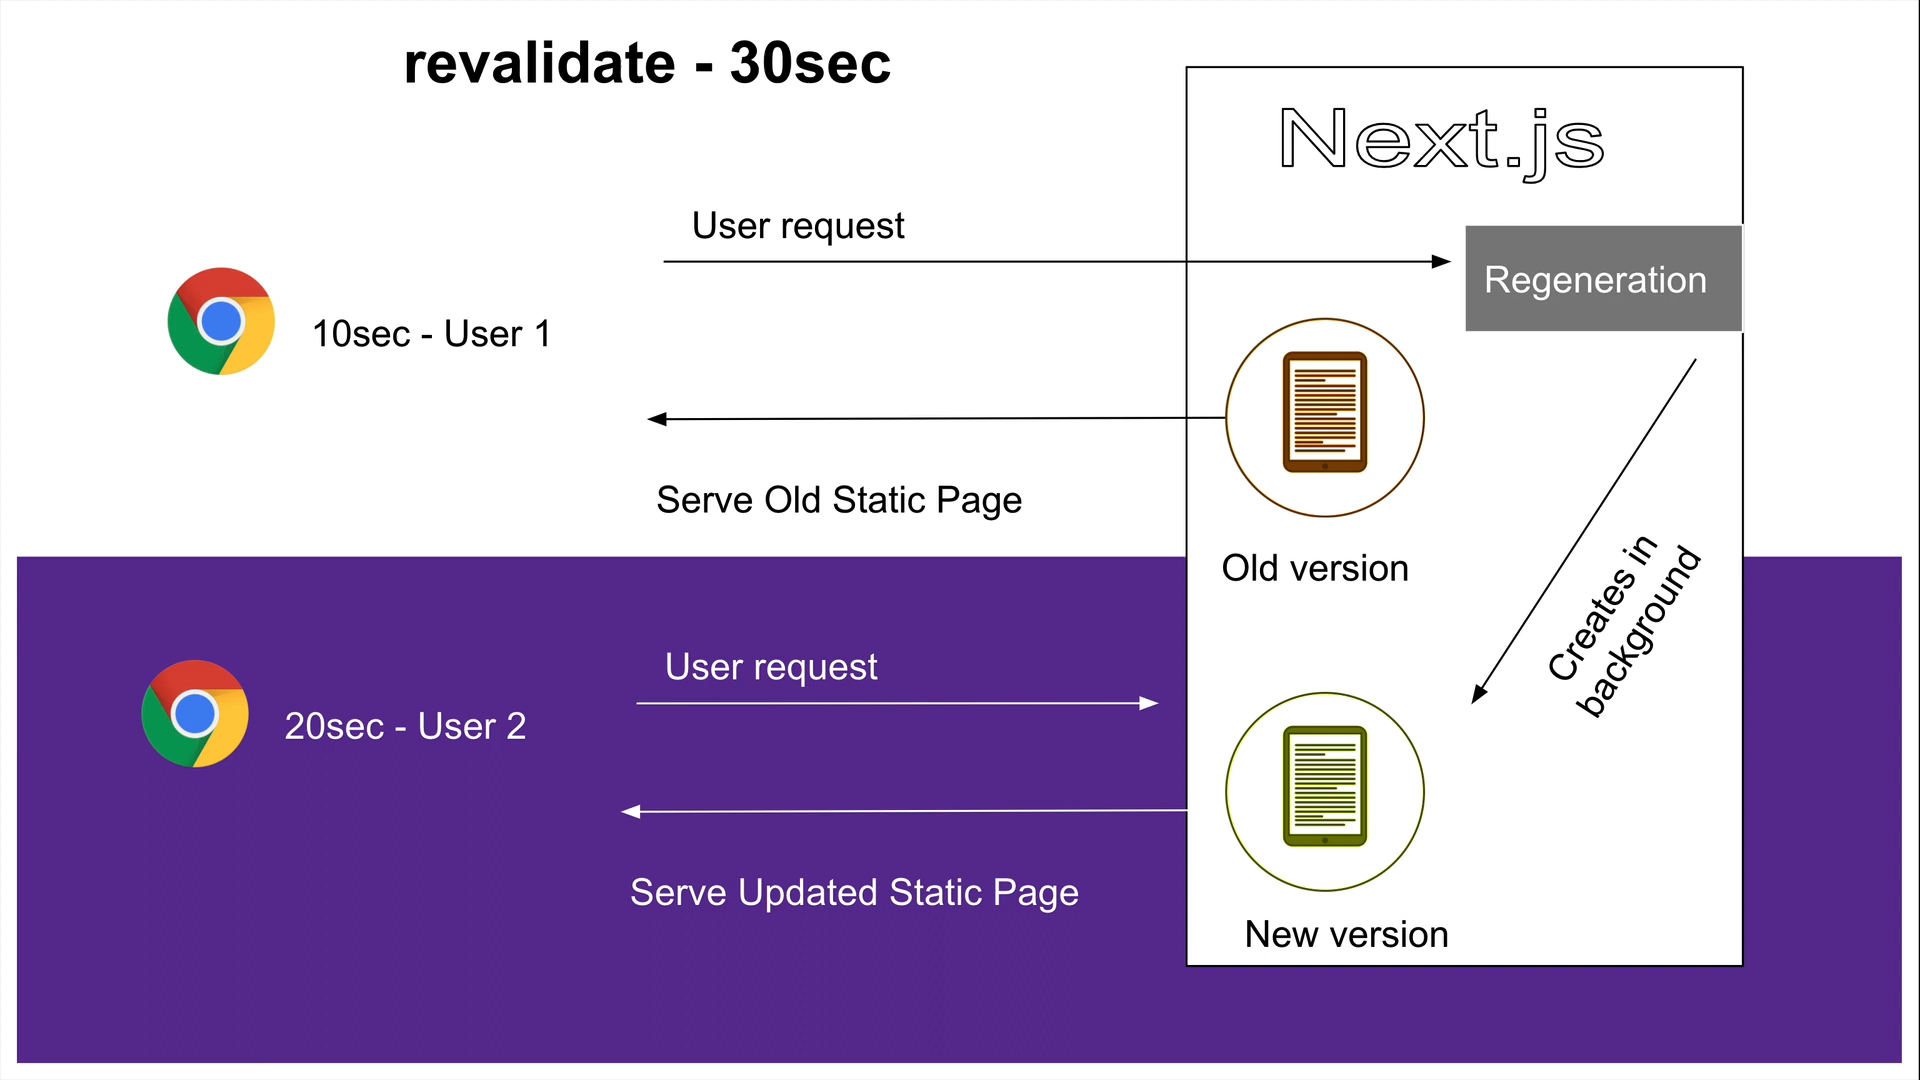 revalidate - 30sec
Next.js
User request
Regeneration
10sec - User 1
Serve Old Static Page
Old version
Creates in
background
User request
20sec - User 2
Serve Updated Static Page
New version